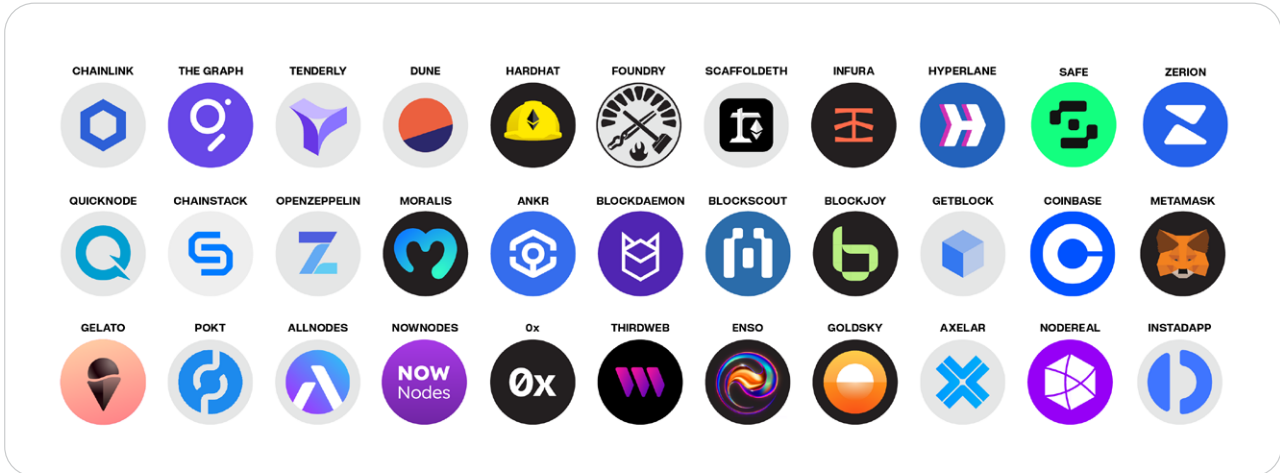 CHAINLINK THE GRAPH TENDERLY DUNE HARDHAT FOUNDRY SCAFFOLDETH INFURA HYPERLANE SAFE ZERION
QUICKNODE CHAINSTACK OPENZEPPELIN MORALIS ANKR BLOCKDAEMON BLOCKSCOUT BLOCKJOY GETBLOCK COINBASE METAMASK
GELATO POKT ALLNODES NOWNODES 0x THIRDWEB ENSO GOLDSKY AXELAR NODEREAL INSTADAPP
NOW 0x
Nodes